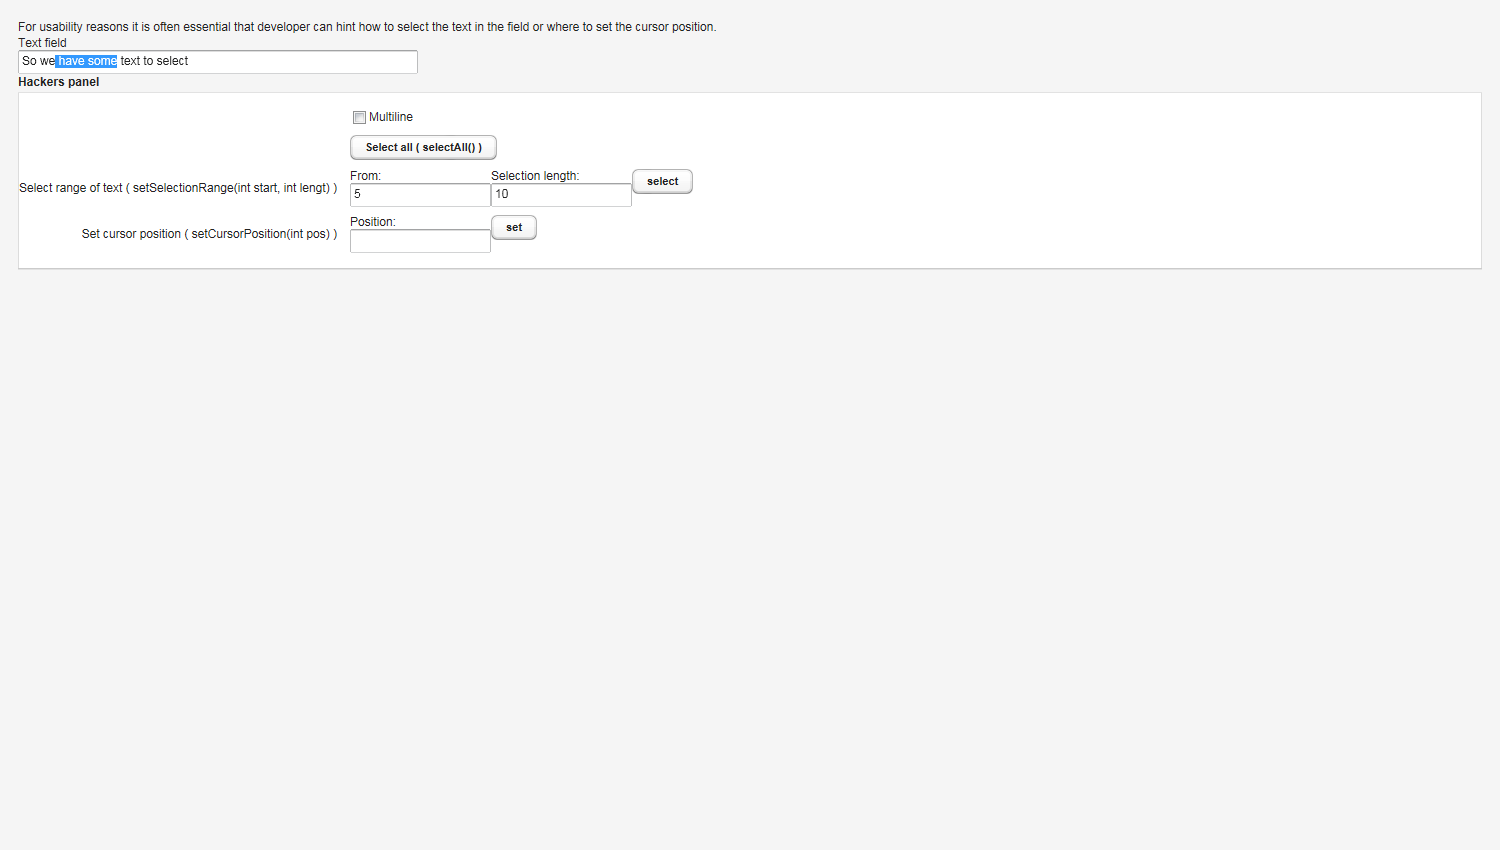 For usability reasons it is often essential that developer can hint how to select the text in the field or where to set the cursor position.
Text field
So we have some text to select
Hackers panel
Multiline
Select all ( selectAll() )
Select range of text ( setSelectionRange(int start, int lengt) )
From:
5
Selection length:
10
select
Set cursor position ( setCursorPosition(int pos) )
Position:
set